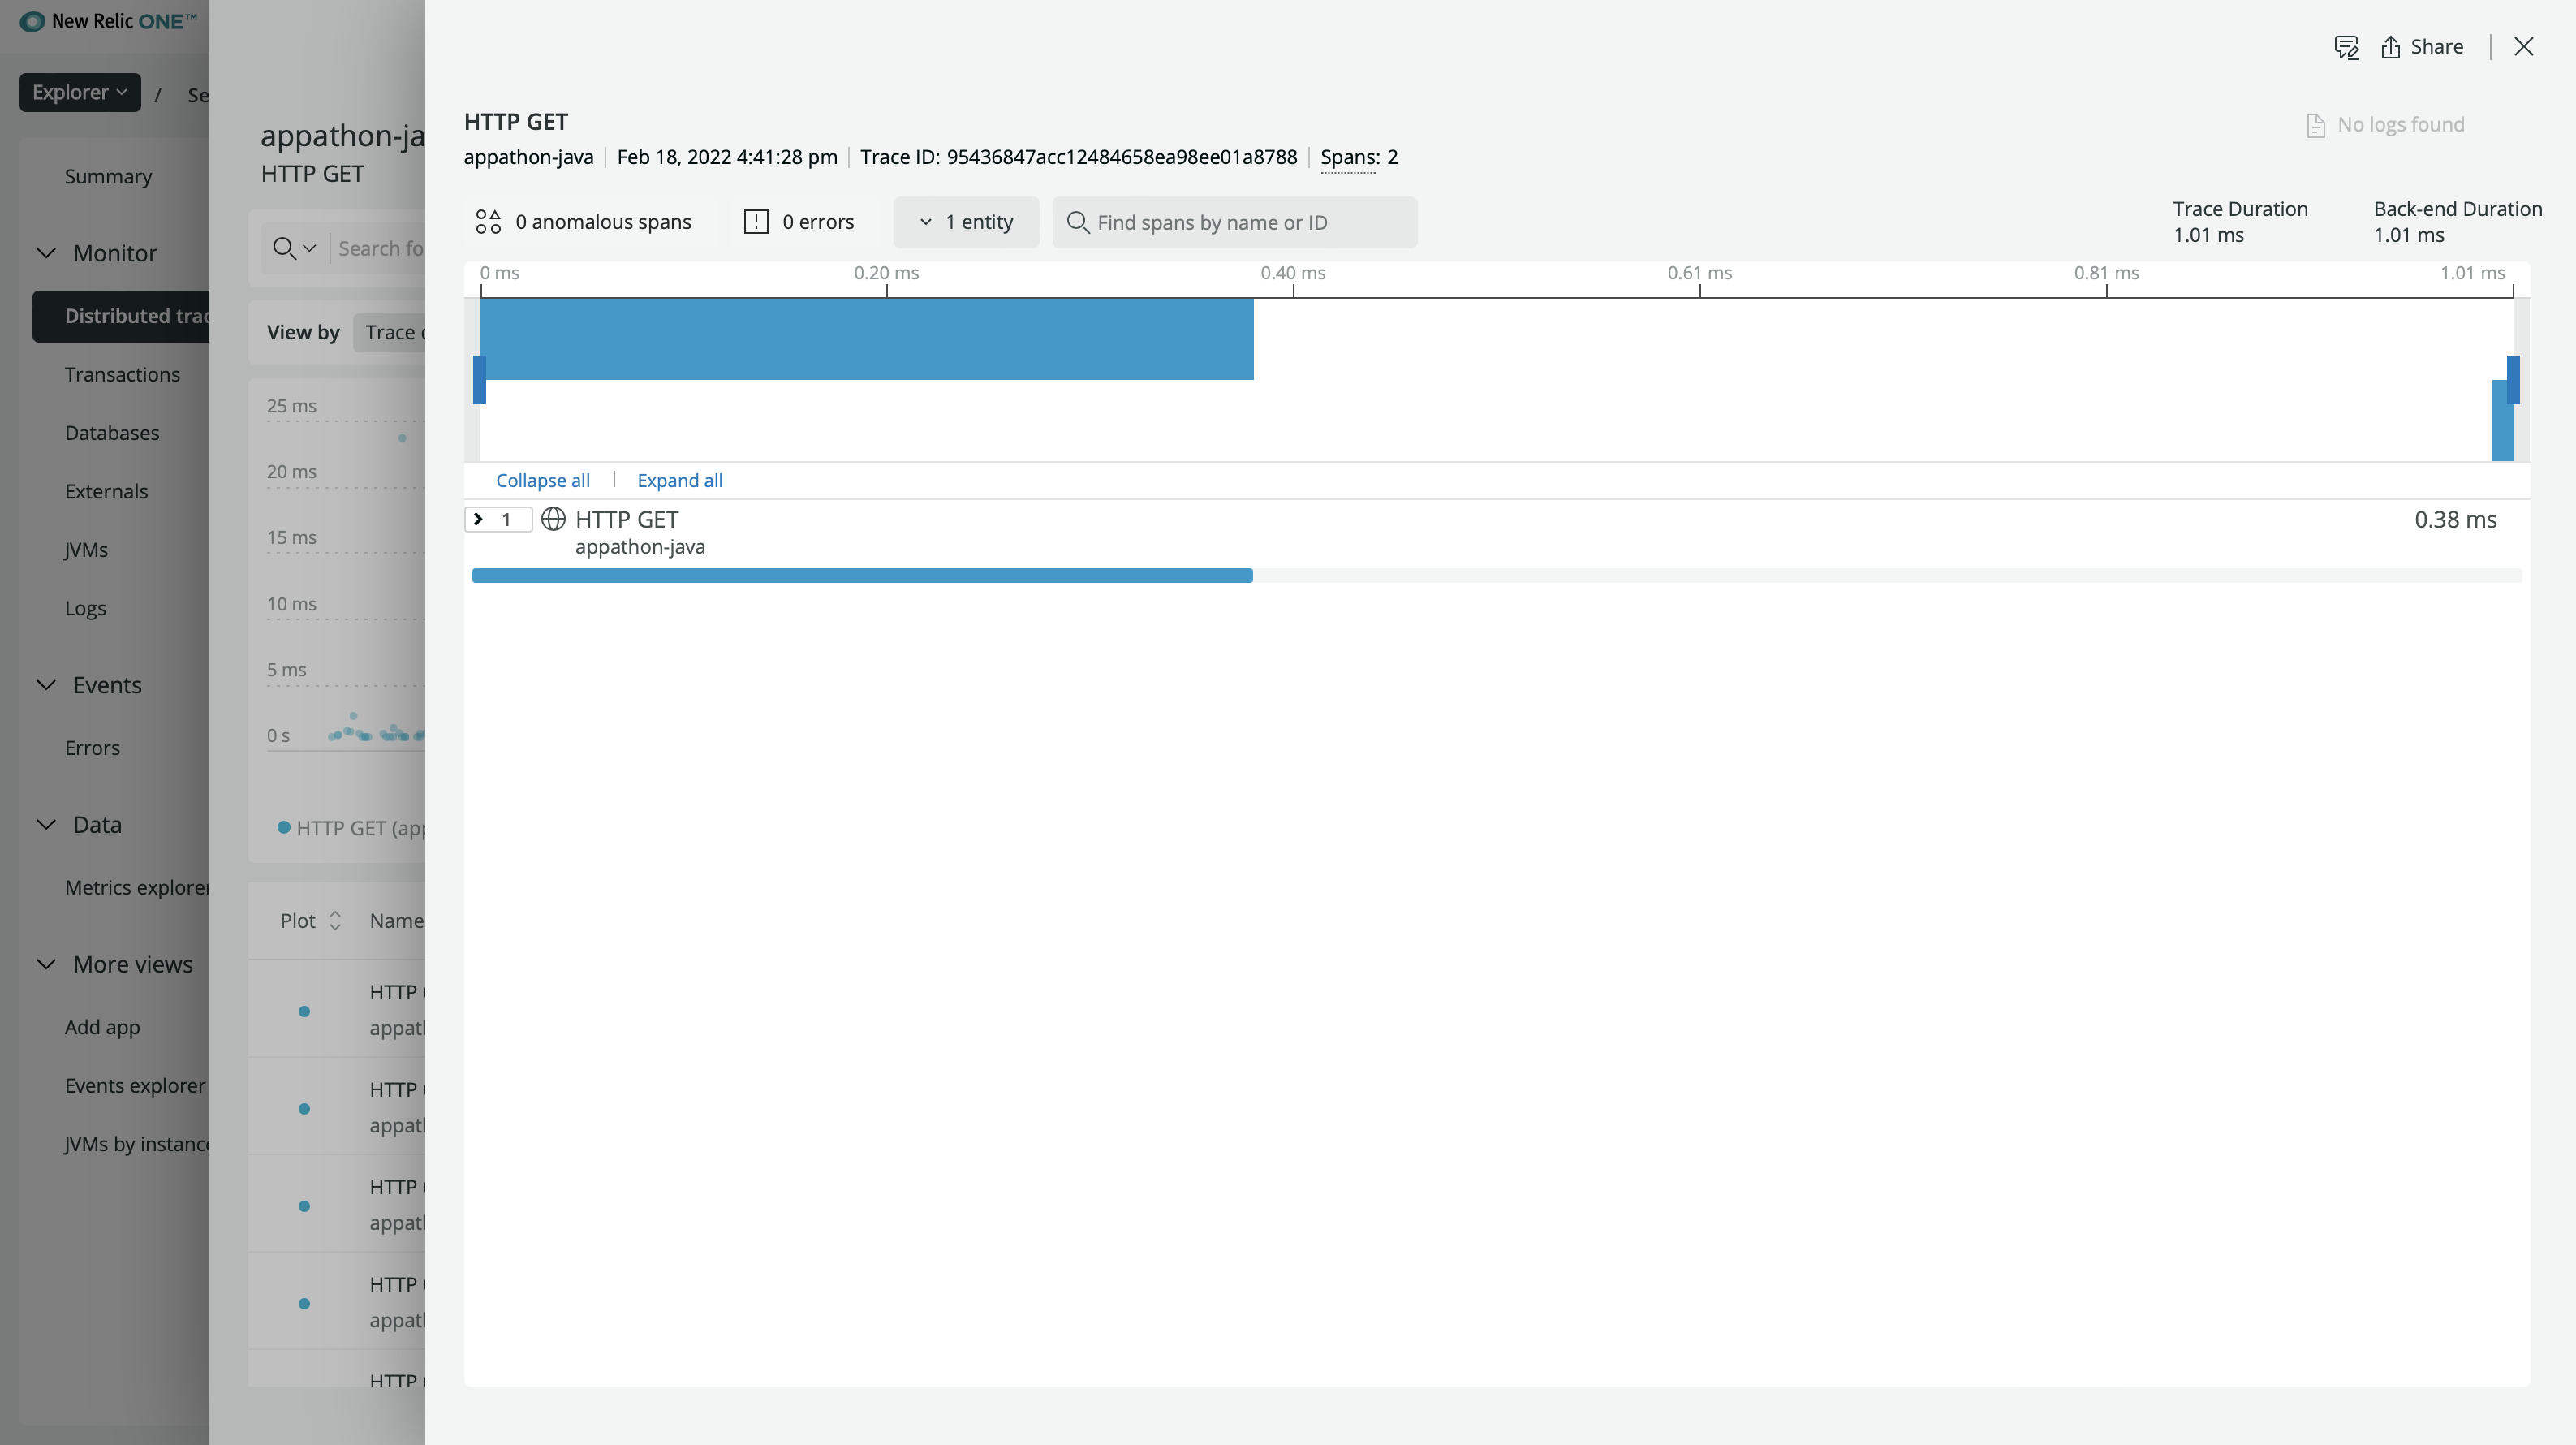 New Relic ONE™
Explorer / Se
Summary
Monitor
Distributed trac
Transactions
Databases
Externals
JVMs
Logs
Events
Errors
Data
Metrics explorer
More views
Add app
Events explorer
JVMs by instance
appathon-ja
HTTP GET
Search fo
View by Trace
25 ms
20 ms
15 ms
10 ms
5 ms
0 s
HTTP GET (app
Plot Name
HTTP
appath
HTTP
appath
HTTP
appath
HTTP
appath
HTTP
Share
HTTP GET
No logs found
appathon-java | Feb 18, 2022 4:41:28 pm | Trace ID: 95436847acc12484658ea98ee01a8788 | Spans: 2
0 anomalous spans 0 errors 1 entity Find spans by name or ID
Trace Duration Back-end Duration
1.01 ms 1.01 ms
0 ms 0.20 ms 0.40 ms 0.61 ms 0.81 ms 1.01 ms
Collapse all | Expand all
1 HTTP GET 0.38 ms
appathon-java